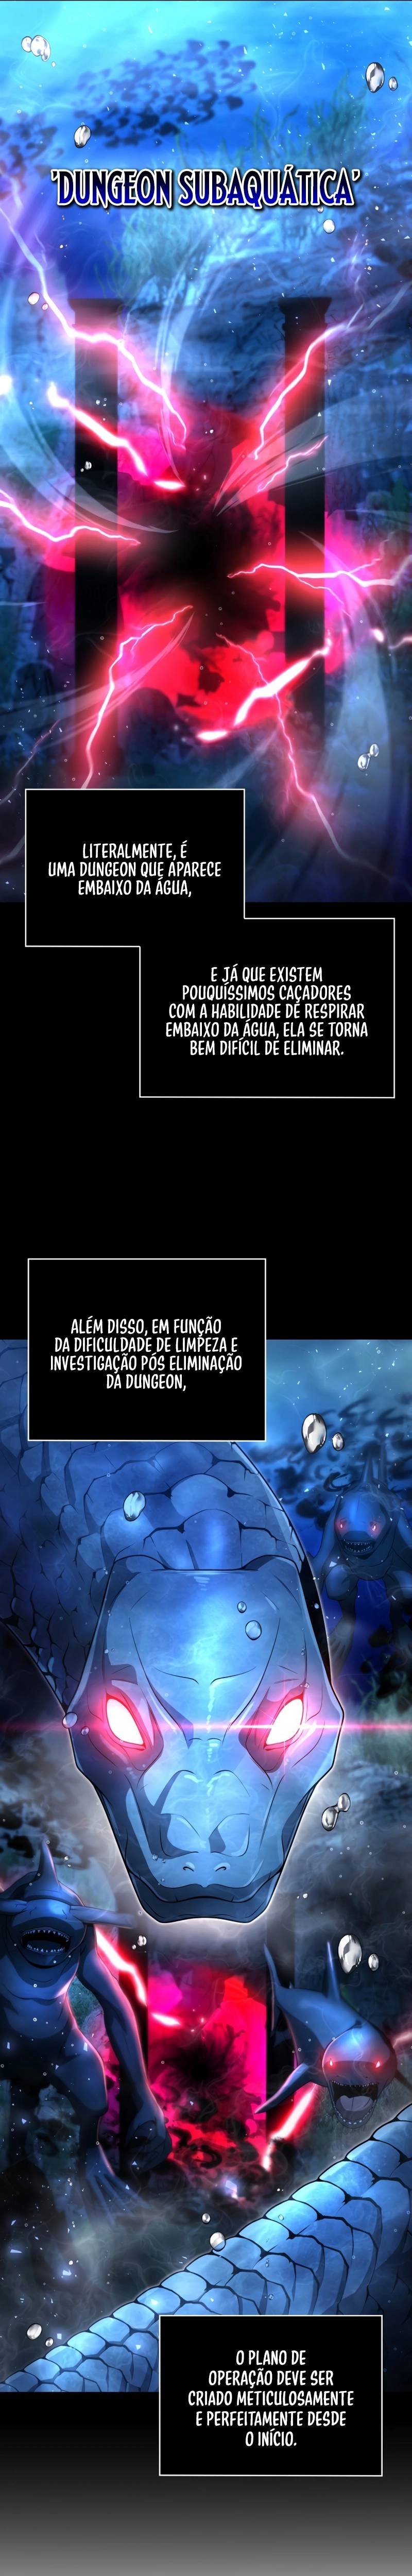 'DUNGEON SUBAQUÁTICA'
LITERALMENTE, É
UMA DUNGEON QUE APARECE
EMBAIXO DA ÁGUA,
E JÁ QUE EXISTEM
POUQUÍSSIMOS CAÇADORES
COM A HABILIDADE DE RESPIRAR
EMBAIXO DA ÁGUA, ELA SE TORNA
BEM DIFÍCIL DE ELIMINAR.
ALÉM DISSO, EM FUNÇÃO
DA DIFICULDADE DE LIMPEZA E
INVESTIGAÇÃO PÓS ELIMINAÇÃO
DA DUNGEON,
O PLANO DE
OPERAÇÃO DEVE SER
CRIADO METICULOSAMENTE
E PERFEITAMENTE DESDE
O INÍCIO.